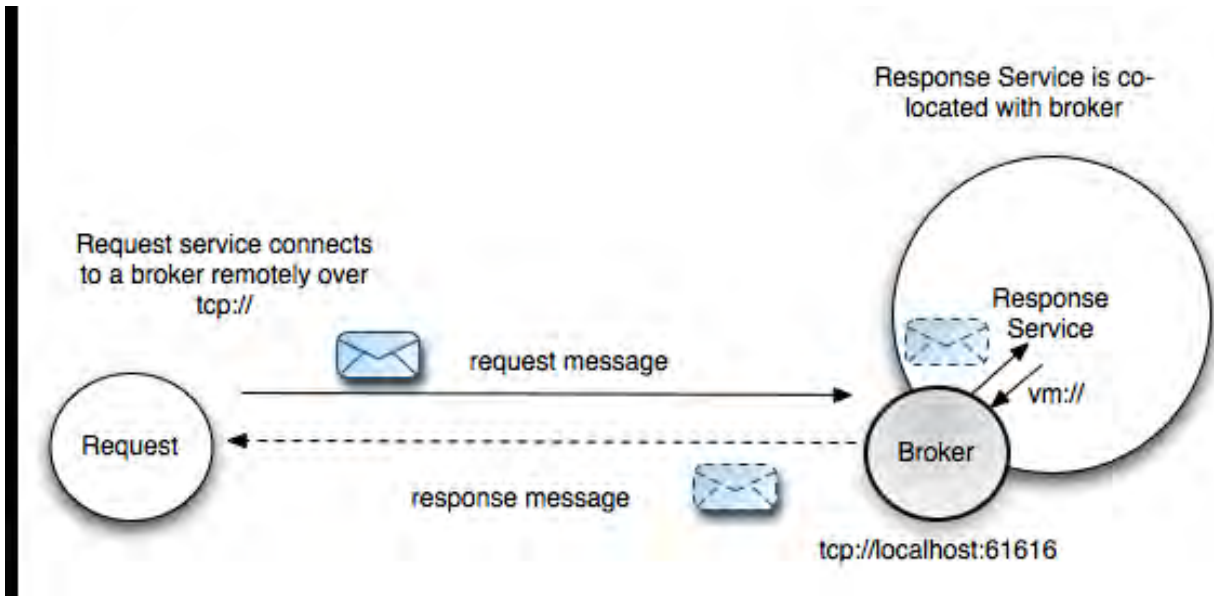 Response Service is co-
located with broker
Request service connects
to a broker remotely over
tcp://
Response
Service
request message
vm://
Request
Broker
response message
tcp://localhost:61616